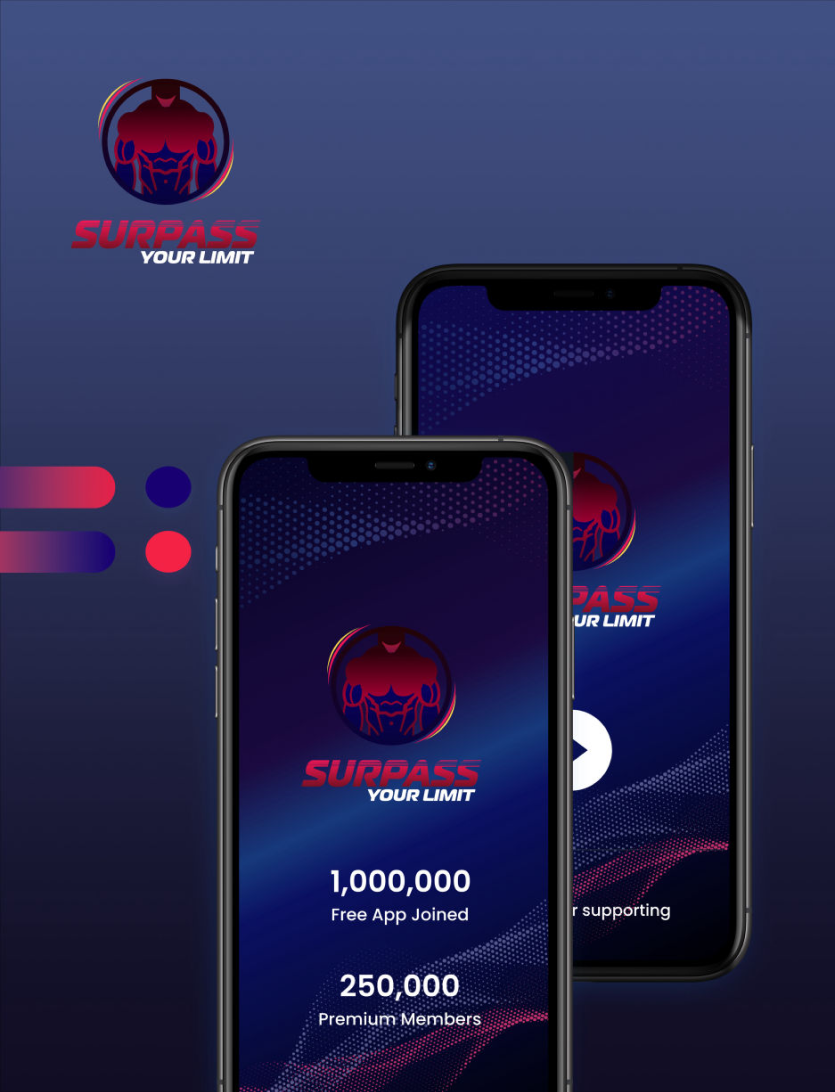 SURPASS
YOUR LIMIT
PASS
UR LIMIT
r supporting
SURPASS
YOUR LIMIT
1,000,000
Free App Joined
250,000
Premium Members